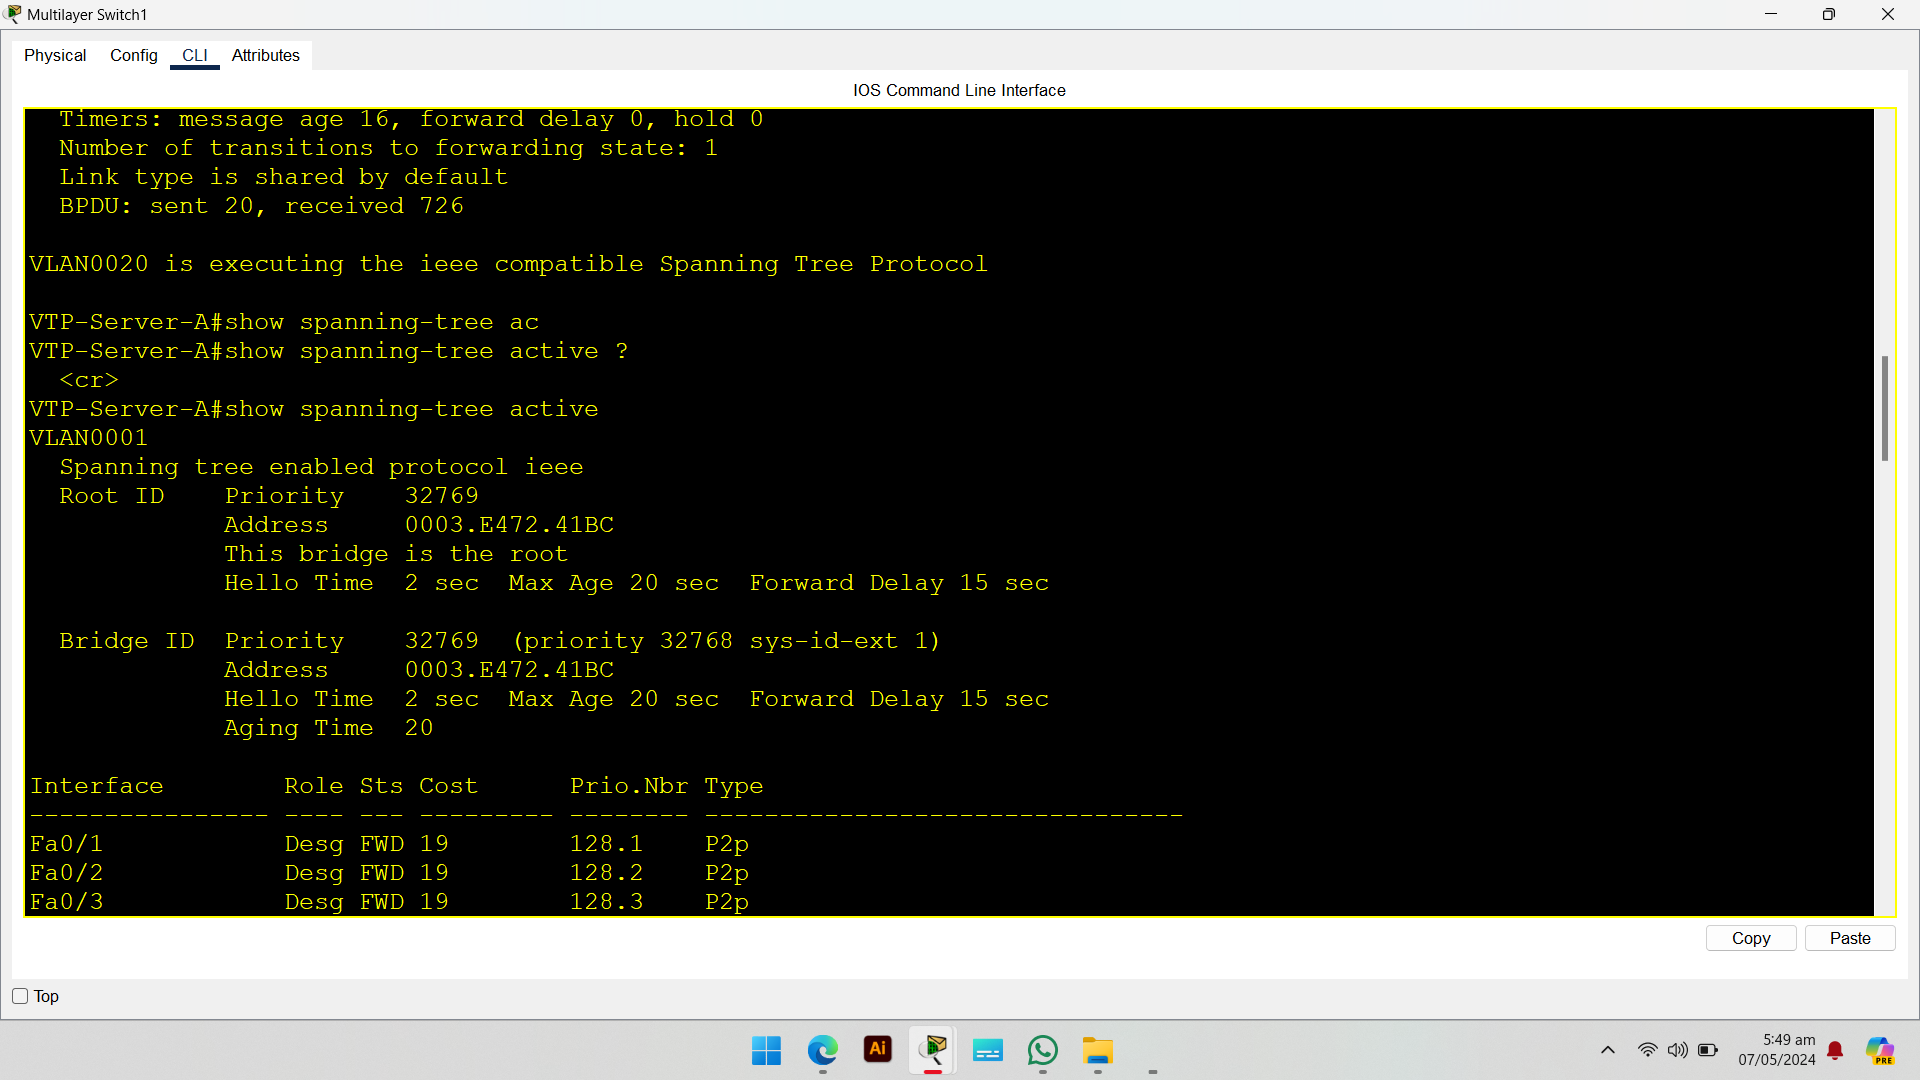 Multilayer Switch1
Physical Config CLI Attributes
IOS Command Line Interface
Timers: message age 16, forward delay 0, hold 0
Number of transitions to forwarding state: 1
Link type is shared by default
BPDU: sent 20, received 726
VLAN0020 is executing the ieee compatible Spanning Tree Protocol
VTP-Server-A#show spanning-tree ac
VTP-Server-A#show spanning-tree active ?
<cr>
VTP-Server-A#show spanning-tree active
VLAN0001
Spanning tree enabled protocol ieee
Root ID Priority 32769
Address 0003.E472.41BC
This bridge is the root
Hello Time 2 sec Max Age 20 sec Forward Delay 15 sec
Bridge ID Priority 32769 (priority 32768 sys-id-ext 1)
Address 0003.E472.41BC
Hello Time 2 sec Max Age 20 sec Forward Delay 15 sec
Aging Time 20
Interface Role Sts Cost Prio.Nbr Type
---------------- ---- --- --------- -------- --------------------------------
Fa0/1 Desg FWD 19 128.1 P2p
Fa0/2 Desg FWD 19 128.2 P2p
Fa0/3 Desg FWD 19 128.3 P2p
Copy Paste
Top
Ai
5:49 am
07/05/2024
PRE